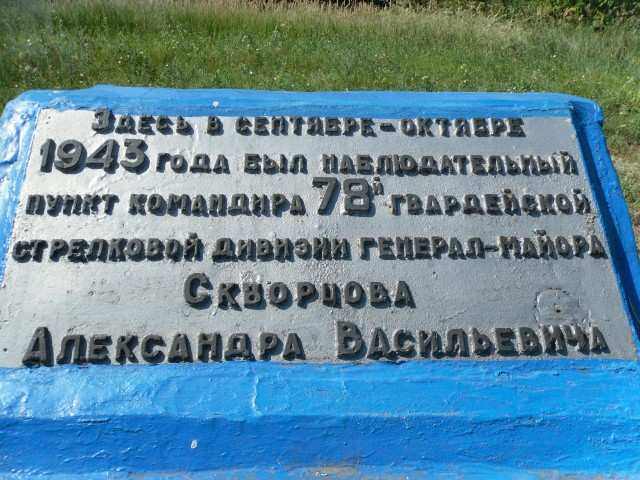 Здесь в сентябре-октябре
1943 года был наблюдательный
пункт командира 78й гвардейской
стрелковой дивизии генерал-майора
Скворцова
Александра Васильевича